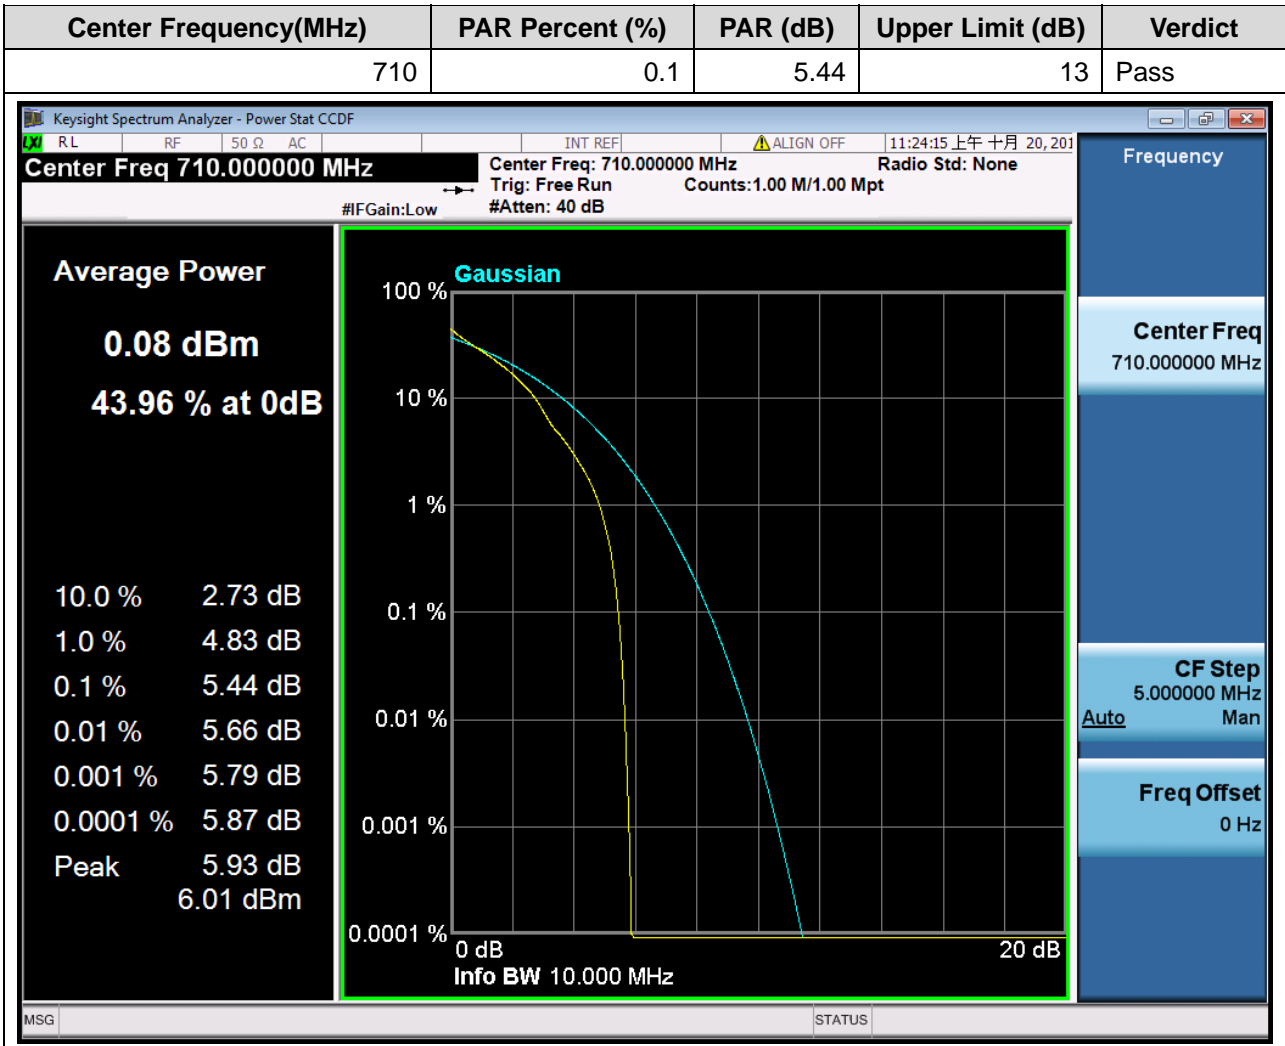 Center Frequency(MHz) PAR Percent (%) PAR (dB) Upper Limit (dB) Verdict
710 0.1 5.44 13 Pass
Keysight Spectrum Analyzer - Power Stat CCDF
LXI RL RF 50 Ω AC INT REF ALIGN OFF 11:24:15 上午 十月 20, 201
Center Freq 710.000000 MHz
Center Freq: 710.000000 MHz Radio Std: None
Trig: Free Run Counts:1.00 M/1.00 Mpt
#IFGain:Low #Atten: 40 dB
Frequency
Average Power
0.08 dBm
43.96 % at 0dB
10.0 % 2.73 dB
1.0 % 4.83 dB
0.1 % 5.44 dB
0.01 % 5.66 dB
0.001 % 5.79 dB
0.0001 % 5.87 dB
Peak 5.93 dB
6.01 dBm
Gaussian
100 %
10 %
1 %
0.1 %
0.01 %
0.001 %
0.0001 %
0 dB 20 dB
Info BW 10.000 MHz
Center Freq
710.000000 MHz
CF Step
5.000000 MHz
Auto Man
Freq Offset
0 Hz
MSG STATUS